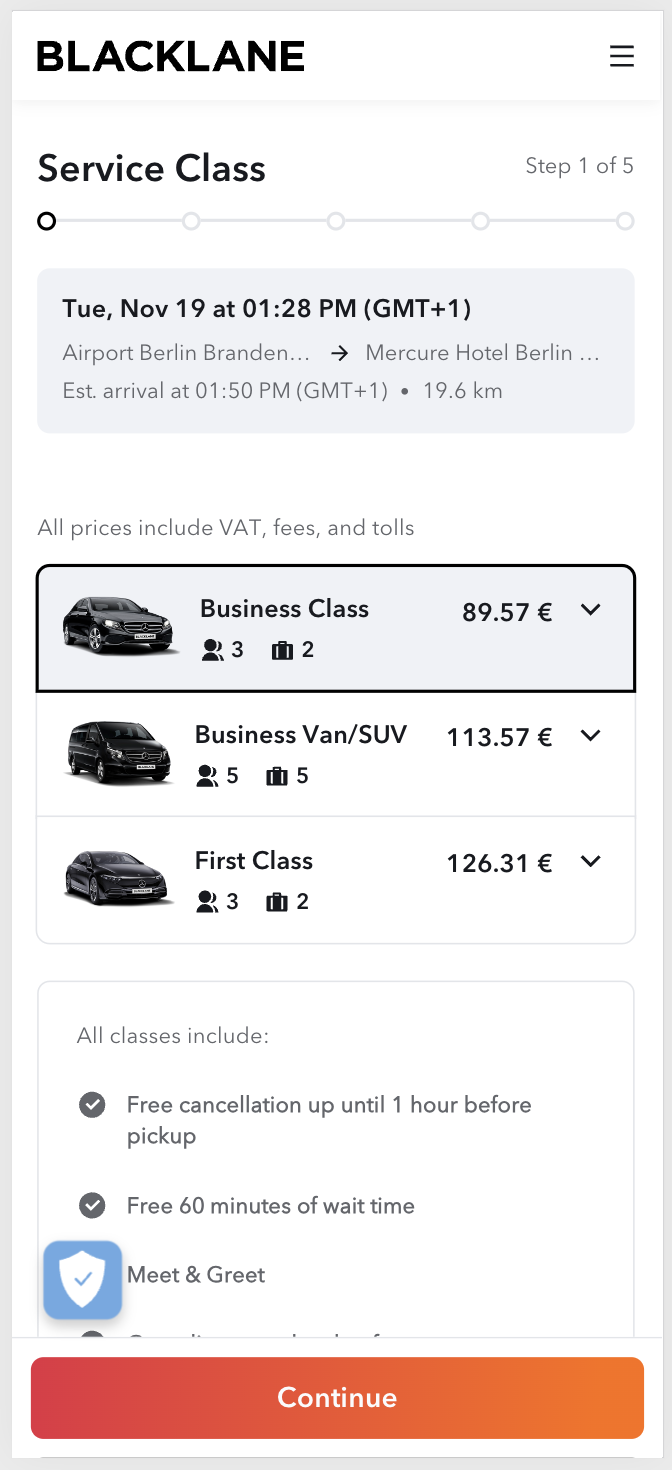 BLACKLANE
Service Class
Step 1 of 5
Tue, Nov 19 at 01:28 PM (GMT+1)
Airport Berlin Branden... → Mercure Hotel Berlin ...
Est. arrival at 01:50 PM (GMT+1) • 19.6 km
All prices include VAT, fees, and tolls
Business Class 89.57 €
3 2
Business Van/SUV 113.57 €
5 5
First Class 126.31 €
3 2
All classes include:
Free cancellation up until 1 hour before
pickup
Free 60 minutes of wait time
Meet & Greet
Continue